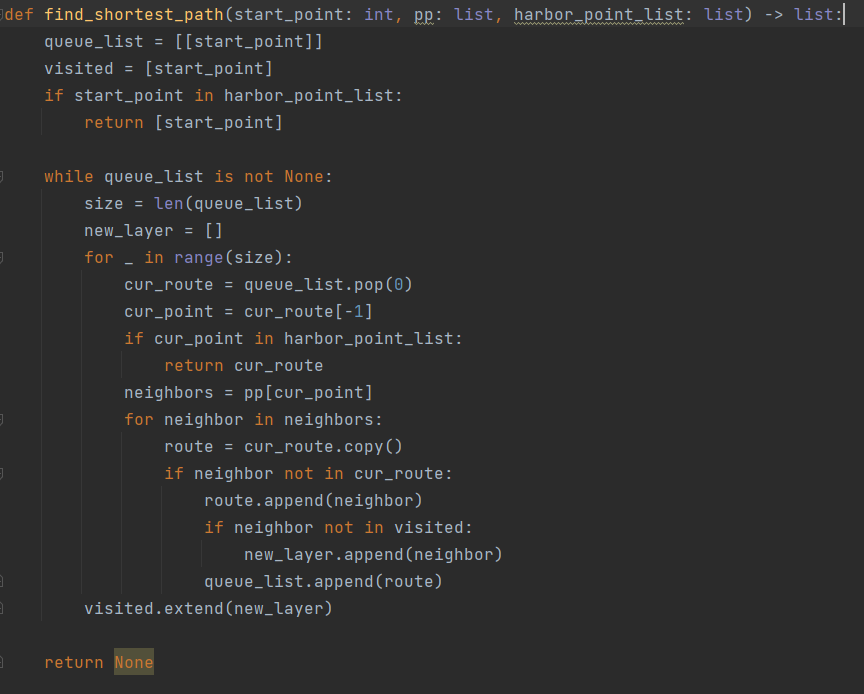 def find_shortest_path(start_point: int, pp: list, harbor_point_list: list) -> list:
    queue_list = [[start_point]]
    visited = [start_point]
    if start_point in harbor_point_list:
        return [start_point]

    while queue_list is not None:
        size = len(queue_list)
        new_layer = []
        for _ in range(size):
            cur_route = queue_list.pop(0)
            cur_point = cur_route[-1]
            if cur_point in harbor_point_list:
                return cur_route
            neighbors = pp[cur_point]
            for neighbor in neighbors:
                route = cur_route.copy()
                if neighbor not in cur_route:
                    route.append(neighbor)
                    if neighbor not in visited:
                        new_layer.append(neighbor)
                    queue_list.append(route)
        visited.extend(new_layer)

    return None